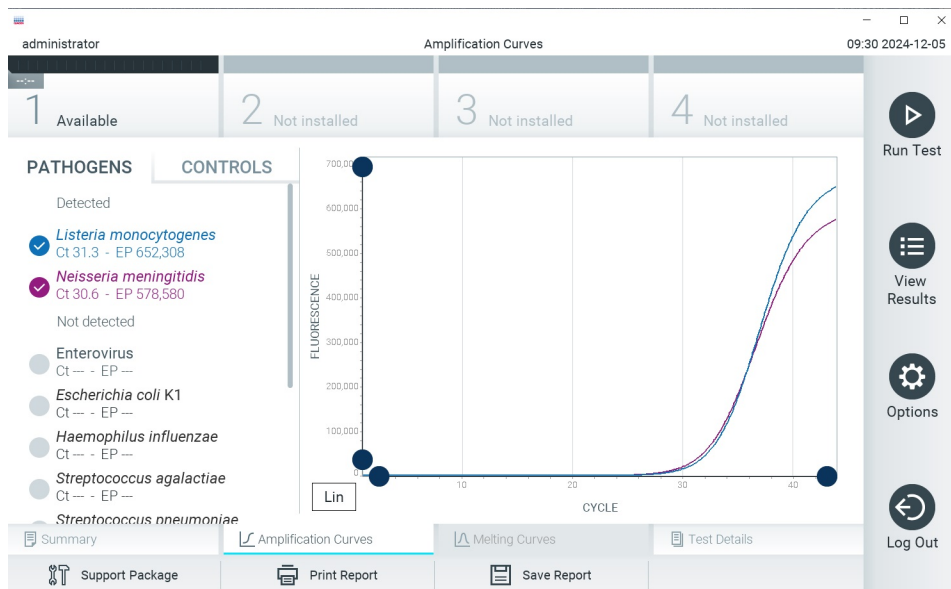 administrator
Amplification Curves
09:30 2024-12-05
--:--
1 Available
2 Not installed
3 Not installed
4 Not installed
Run Test
PATHOGENS
CONTROLS
Detected
Listeria monocytogenes
Ct 31.3 - EP 652,308
Neisseria meningitidis
Ct 30.6 - EP 578,580
Not detected
Enterovirus
Ct --- - EP ---
Escherichia coli K1
Ct --- - EP ---
Haemophilus influenzae
Ct --- - EP ---
Streptococcus agalactiae
Ct --- - EP ---
Streptococcus pneumoniae
700,00
600,000
500,000
400,000
300,000
200,000
100,000
0
FLUORESCENCE
10
20
30
40
CYCLE
Lin
View
Results
Options
Log Out
Summary
Amplification Curves
Melting Curves
Test Details
Support Package
Print Report
Save Report